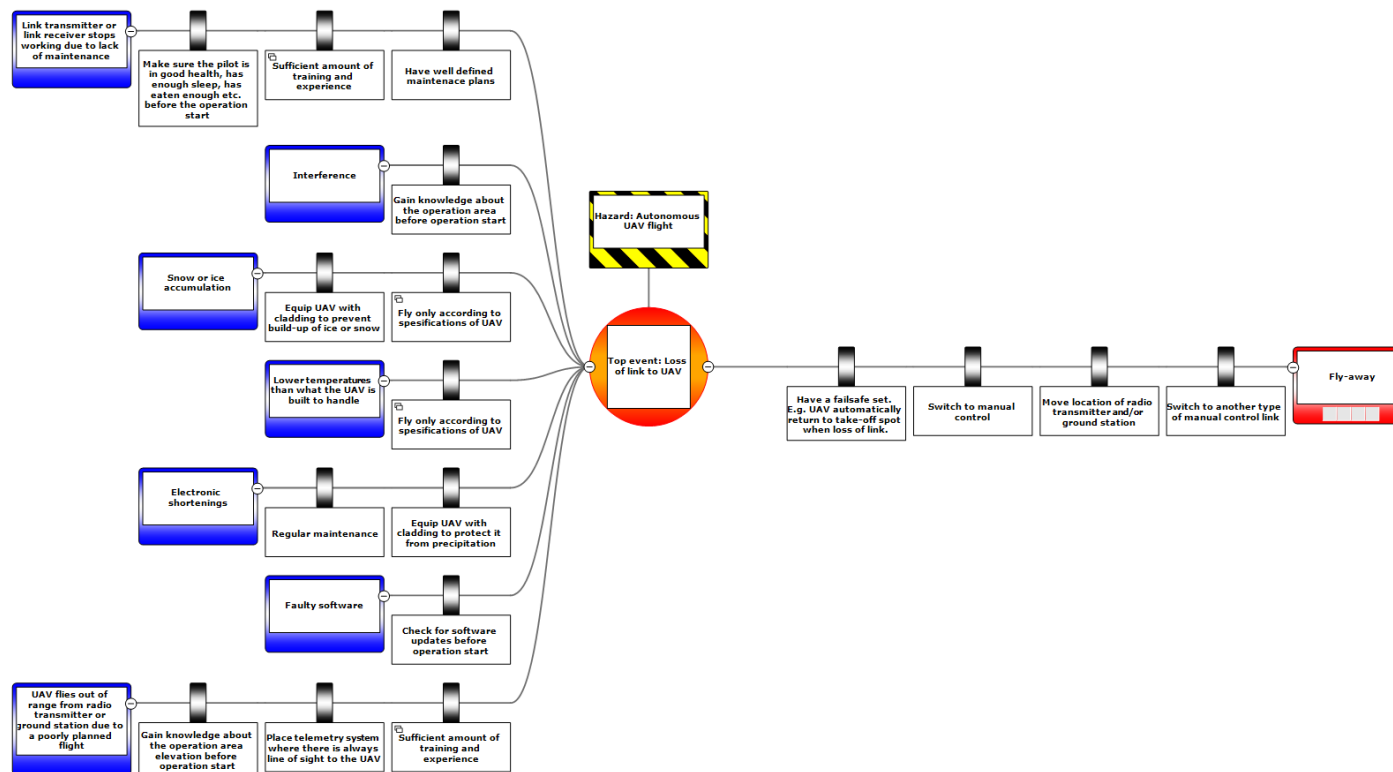 Link transmitter or
link receiver stops
working due to lack
of maintenance
Make sure the pilot is
in good health, has
enough sleep, has
eaten enough etc.
before the operation
start
Sufficient amount of
training and
experience
Have well defined
maintenace plans
Interference
Gain knowledge about
the operation area
before operation start
Hazard: Autonomous
UAV flight
Snow or ice
accumulation
Equip UAV with
cladding to prevent
build-up of ice or snow
Fly only according to
spesifications of UAV
Top event: Loss
of link to UAV
Have a failsafe set.
E.g. UAV automatically
return to take-off spot
when loss of link.
Switch to manual
control
Move location of radio
transmitter and/or
ground station
Switch to another type
of manual control link
Fly-away
Lower temperatures
than what the UAV is
built to handle
Fly only according to
spesifications of UAV
Electronic
shortenings
Regular maintenance
Equip UAV with
cladding to protect it
from precipitation
Faulty software
Check for software
updates before
operation start
UAV flies out of
range from radio
transmitter or
ground station due to
a poorly planned
flight
Gain knowledge about
the operation area
elevation before
operation start
Place telemetry system
where there is always
line of sight to the UAV
Sufficient amount of
training and
experience